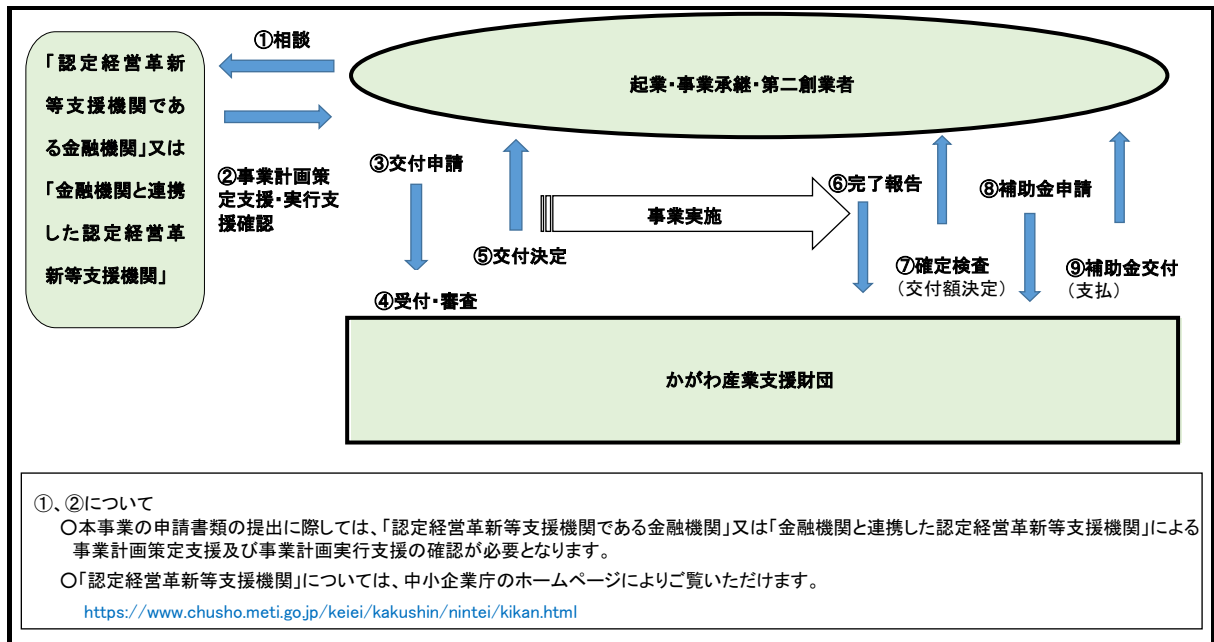 ①相談
「認定経営革新
等支援機関であ
る金融機関」又は
「金融機関と連携
した認定経営革
新等支援機関」
起業・事業承継・第二創業者
②事業計画策
定支援・実行支
援確認
③交付申請
④受付・審査
⑤交付決定
事業実施
⑥完了報告
⑦確定検査
（交付額決定）
⑧補助金申請
⑨補助金交付
（支払）
かがわ産業支援財団
①、②について
○本事業の申請書類の提出に際しては、「認定経営革新等支援機関である金融機関」又は「金融機関と連携した認定経営革新等支援機関」による
事業計画策定支援及び事業計画実行支援の確認が必要となります。
○「認定経営革新等支援機関」については、中小企業庁のホームページによりご覧いただけます。
https://www.chusho.meti.go.jp/keiei/kakushin/nintei/kikan.html